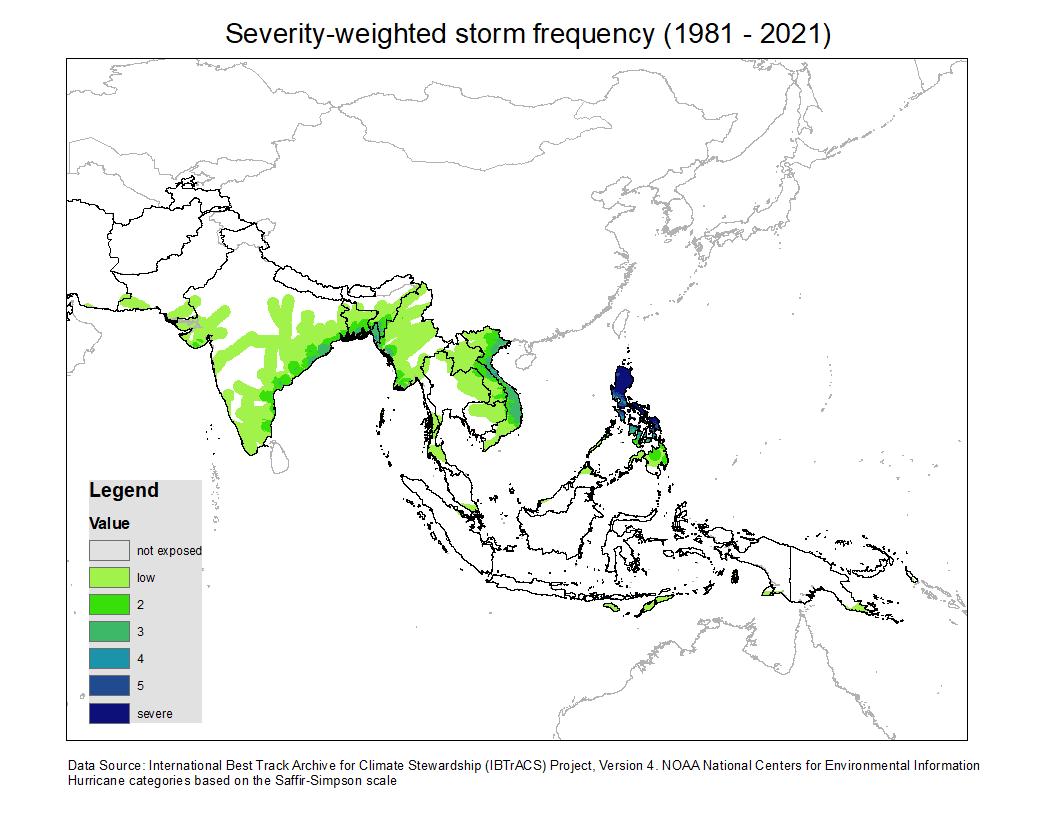 Severity-weighted storm frequency (1981 - 2021)
Legend
Value
not exposed
low
2
3
4
5
severe
Data Source: International Best Track Archive for Climate Stewardship (IBTrACS) Project, Version 4. NOAA National Centers for Environmental Information
Hurricane categories based on the Saffir-Simpson scale